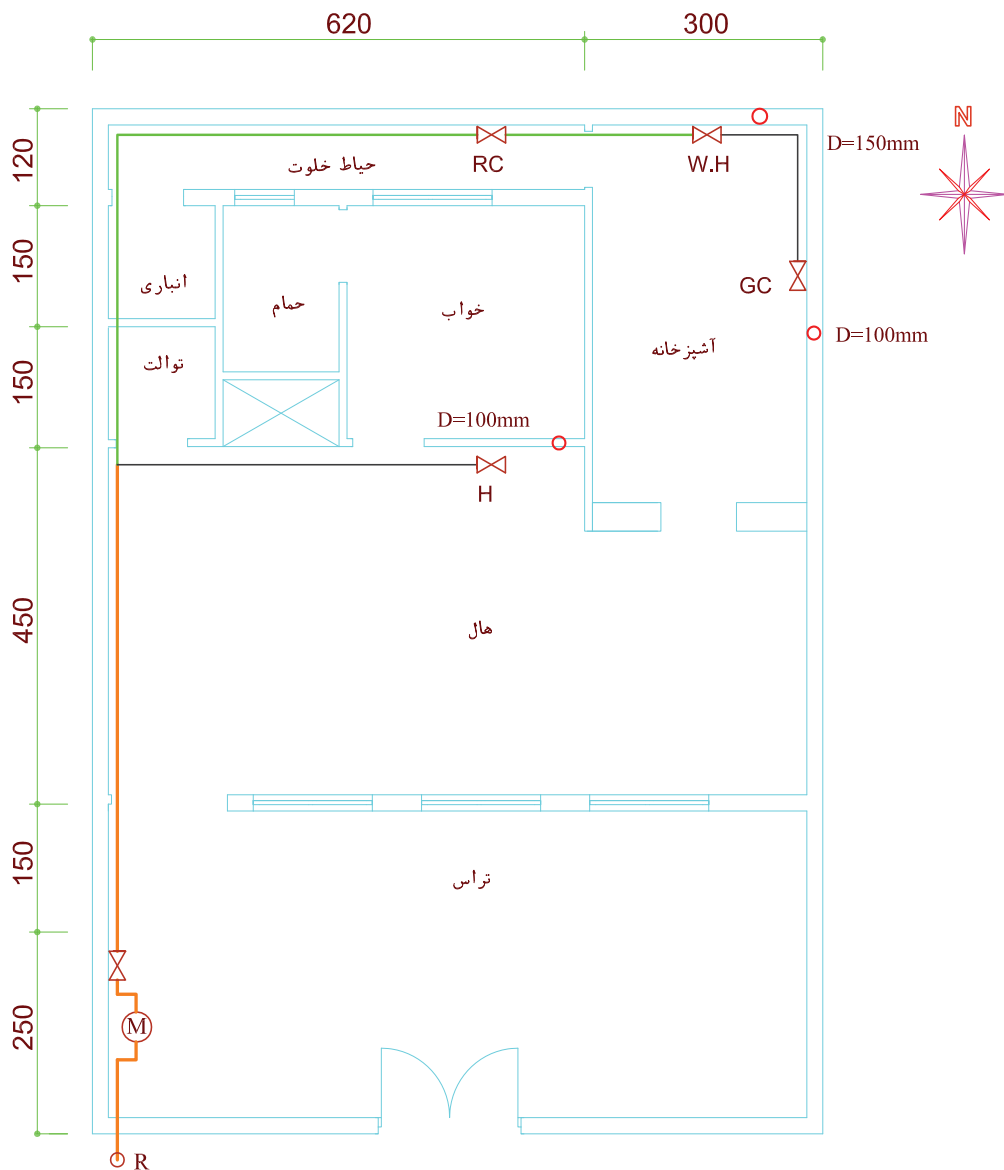 620
300
N
120
D=150mm
RC
W.H
حیاط خلوت
150
انباری
حمام
خواب
GC
آشپزخانه
D=100mm
150
توالت
D=100mm
H
450
هال
150
تراس
250
M
R